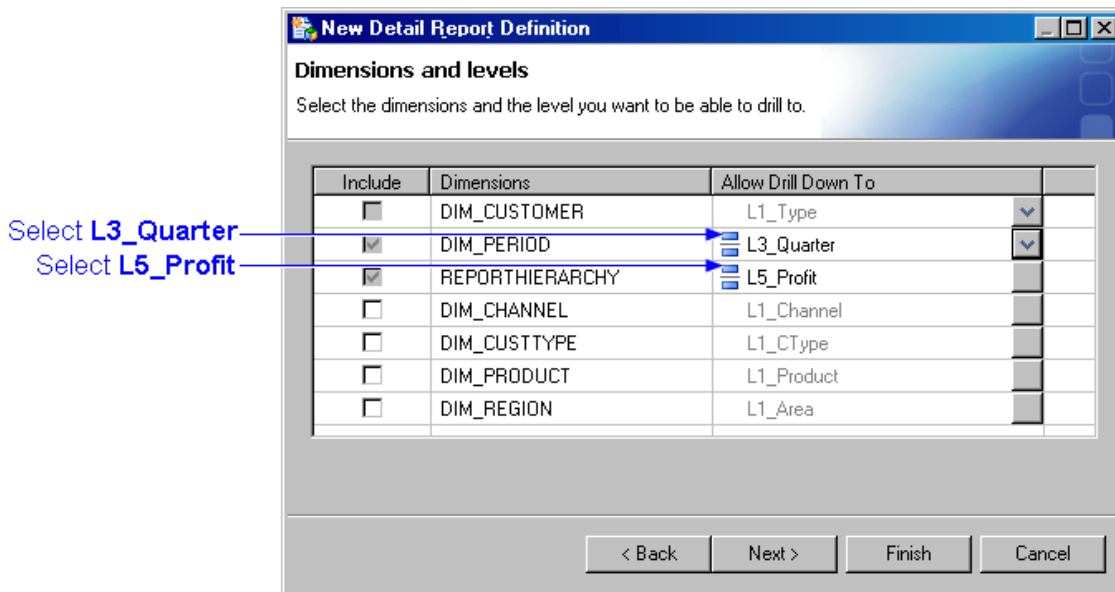 New Detail Report Definition
Dimensions and levels
Select the dimensions and the level you want to be able to drill to.
Include Dimensions Allow Drill Down To
DIM_CUSTOMER L1_Type
Select L3_Quarter DIM_PERIOD L3_Quarter
Select L5_Profit REPORTHIERARCHY L5_Profit
DIM_CHANNEL L1_Channel
DIM_CUSTTYPE L1_CType
DIM_PRODUCT L1_Product
DIM_REGION L1_Area
< Back Next > Finish Cancel